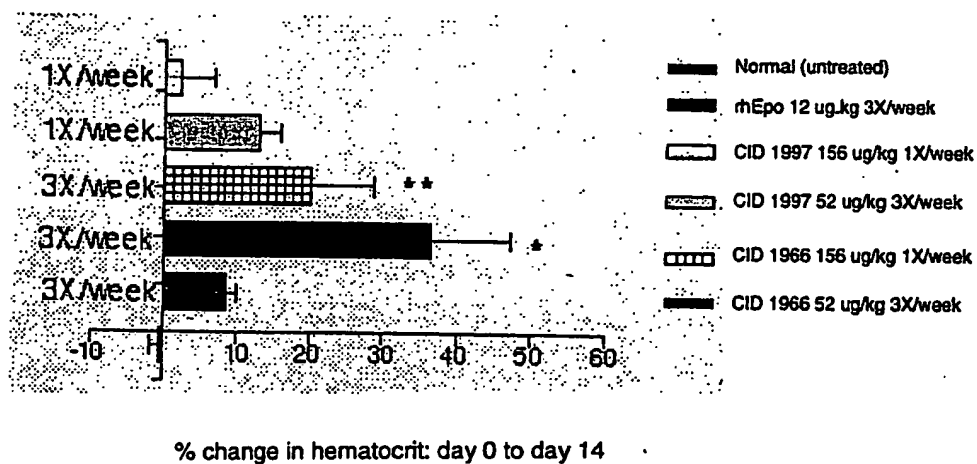 1X/week
1X/week
3X/week
3X/week
3X/week
**
*
-10
10
20
30
40
50
60
Normal (untreated)
rhEpo 12 ug.kg 3X/week
CID 1997 156 ug/kg 1X/week
CID 1997 52 ug/kg 3X/week
CID 1966 156 ug/kg 1X/week
CID 1966 52 ug/kg 3X/week
% change in hematocrit: day 0 to day 14